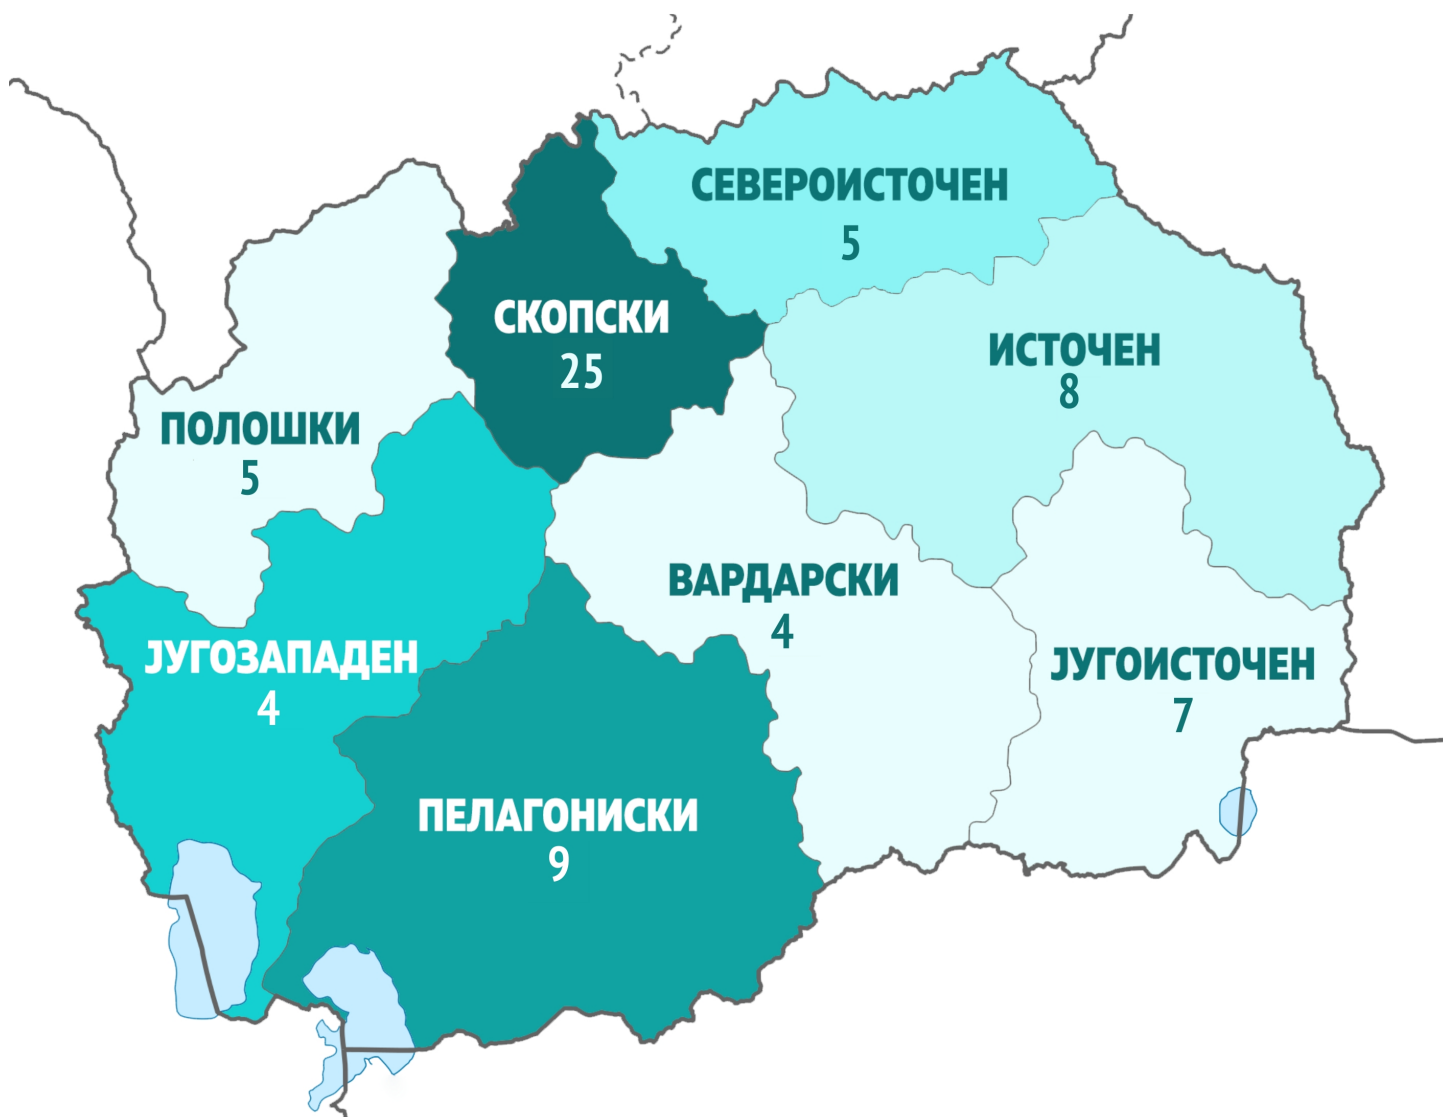 СЕВЕРОИСТОЧЕН
5
СКОПСКИ
25
ИСТОЧЕН
8
ПОЛОШКИ
5
ВАРДАРСКИ
4
ЈУГОЗАПАДЕН
4
ЈУГОИСТОЧЕН
7
ПЕЛАГОНИСКИ
9